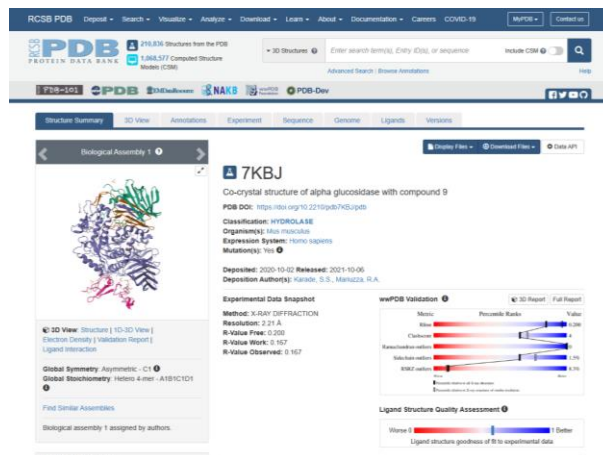 RCSB PDB Deposit Search Visualize Analyze Download Learn About Documentation Careers COVID-19 MyPDB Contact us
RCSB PDB
PROTEIN DATA BANK
210,836 Structures from the PDB
1,068,577 Computed Structure Models (CSM)
3D Structures Enter search term(s), Entry ID(s), or sequence Include CSM
Advanced Search | Browse Annotations Help
PDB-101 PDB EMDataResource NAKB wwPDB PDB-Dev
Structure Summary 3D View Annotations Experiment Sequence Genome Ligands Versions
Biological Assembly 1
Display Files Download Files Data API
7KBJ
Co-crystal structure of alpha glucosidase with compound 9
PDB DOI: https://doi.org/10.2210/pdb7KBJ/pdb
Classification: HYDROLASE
Organism(s): Mus musculus
Expression System: Homo sapiens
Mutation(s): Yes
Deposited: 2020-10-02 Released: 2021-10-06
Deposition Author(s): Karade, S.S., Mariuzza, R.A.
Experimental Data Snapshot
Method: X-RAY DIFFRACTION
Resolution: 2.21 Å
R-Value Free: 0.208
R-Value Work: 0.167
R-Value Observed: 0.167
wwPDB Validation 3D Report Full Report
Metric Percentile Ranks Value
Rfree 0.206
Clashscore 4
Ramachandran outliers 0
Sidechain outliers 1.5%
RSRZ outliers
Ligand Structure Quality Assessment
Worse 0 1 Better
Ligand structure goodness of fit to experimental data
3D View: Structure | 1D-3D View |
Electron Density | Validation Report |
Ligand Interaction
Global Symmetry: Asymmetric - C1
Global Stoichiometry: Hetero 4-mer - A1B1C1D1
Find Similar Assemblies
Biological assembly 1 assigned by authors.